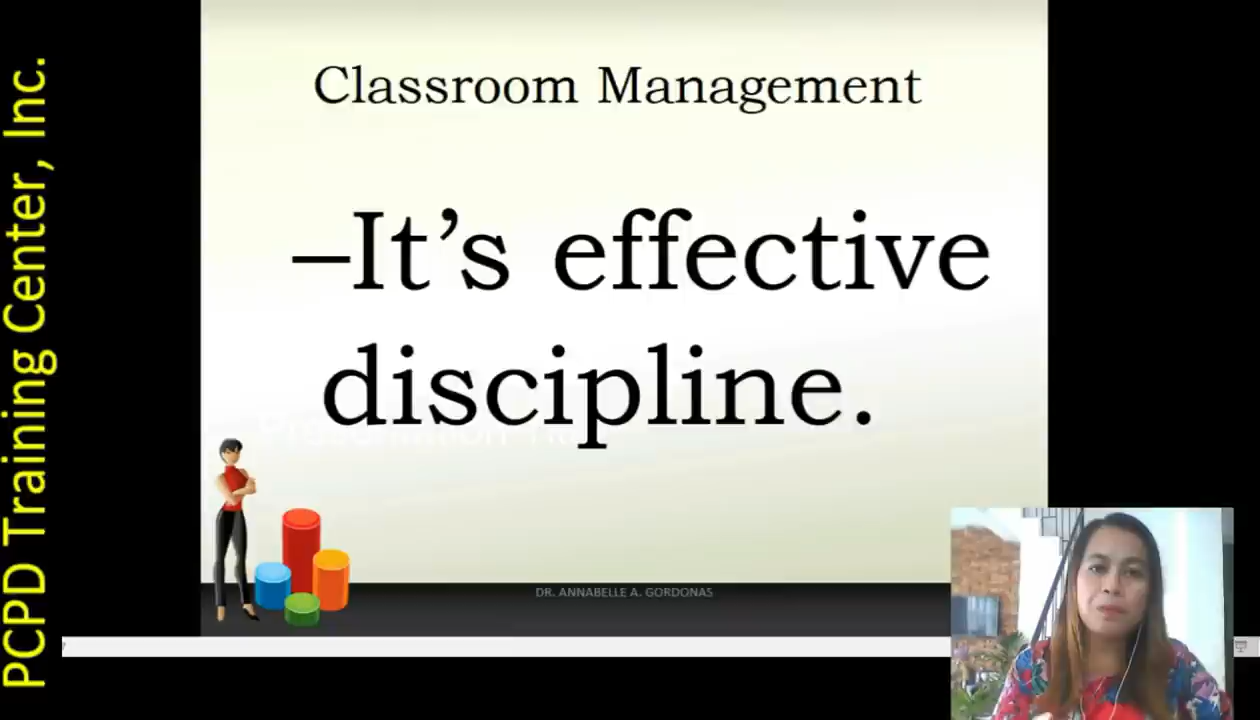 PCPD Training Center, Inc.
Classroom Management
–It’s effective
discipline.
DR. ANNABELLE A. GORDONAS